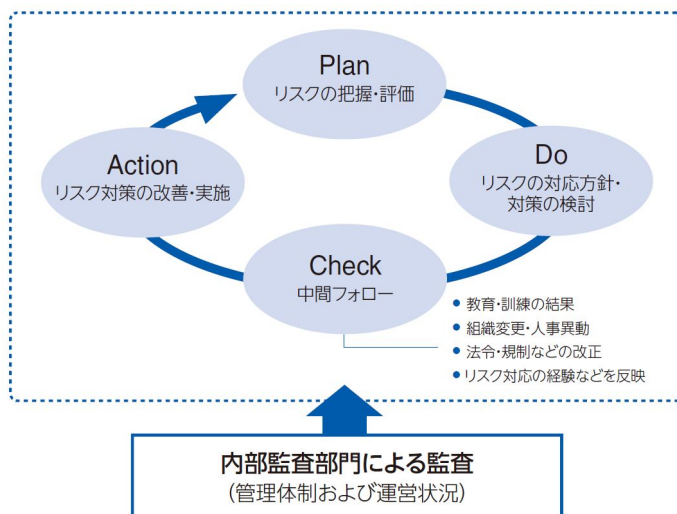 Plan
リスクの把握・評価
Do
リスクの対応方針・
対策の検討
Check
中間フォロー
Action
リスク対策の改善・実施
● 教育・訓練の結果
● 組織変更・人事異動
● 法令・規制などの改正
● リスク対応の経験などを反映
内部監査部門による監査
(管理体制および運営状況)